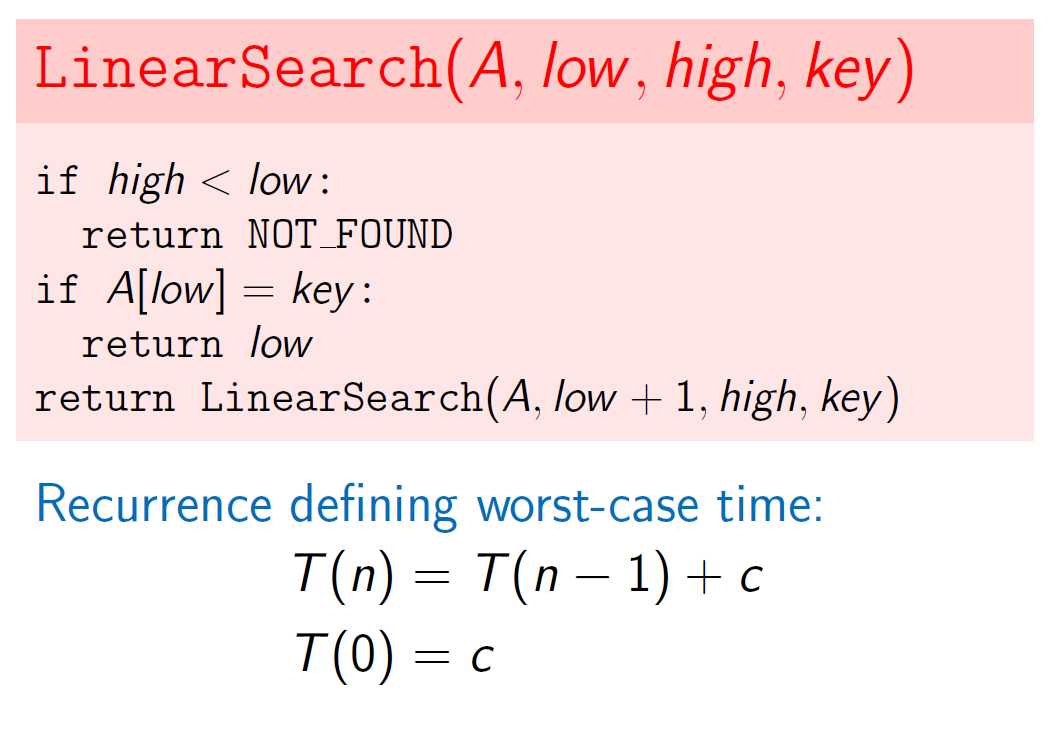 LinearSearch(A, low, high, key)
if high < low:
return NOT_FOUND
if A[low] = key:
return low
return LinearSearch(A, low + 1, high, key)
Recurrence defining worst-case time:
T(n) = T(n − 1) + c
T(0) = c